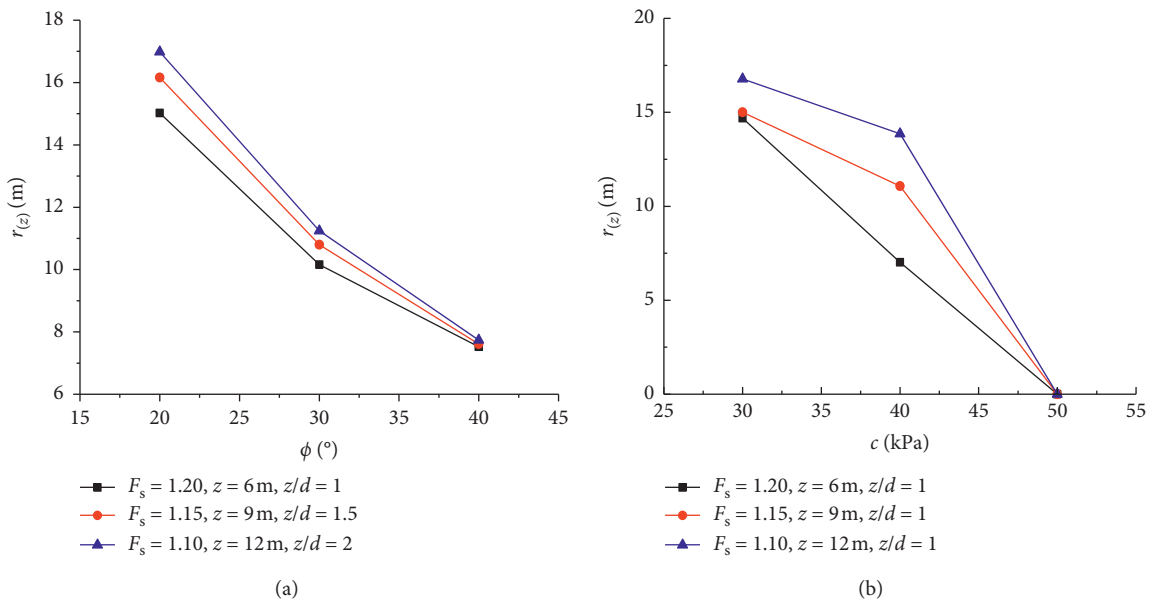 18
16
14
12
10
8
6
r(z) (m)
15 20 25 30 35 40 45
ϕ (°)
Fs = 1.20, z = 6 m, z/d = 1
Fs = 1.15, z = 9 m, z/d = 1.5
Fs = 1.10, z = 12 m, z/d = 2
(a)
20
15
10
5
0
r(z) (m)
25 30 35 40 45 50 55
c (kPa)
Fs = 1.20, z = 6 m, z/d = 1
Fs = 1.15, z = 9 m, z/d = 1
Fs = 1.10, z = 12 m, z/d = 1
(b)